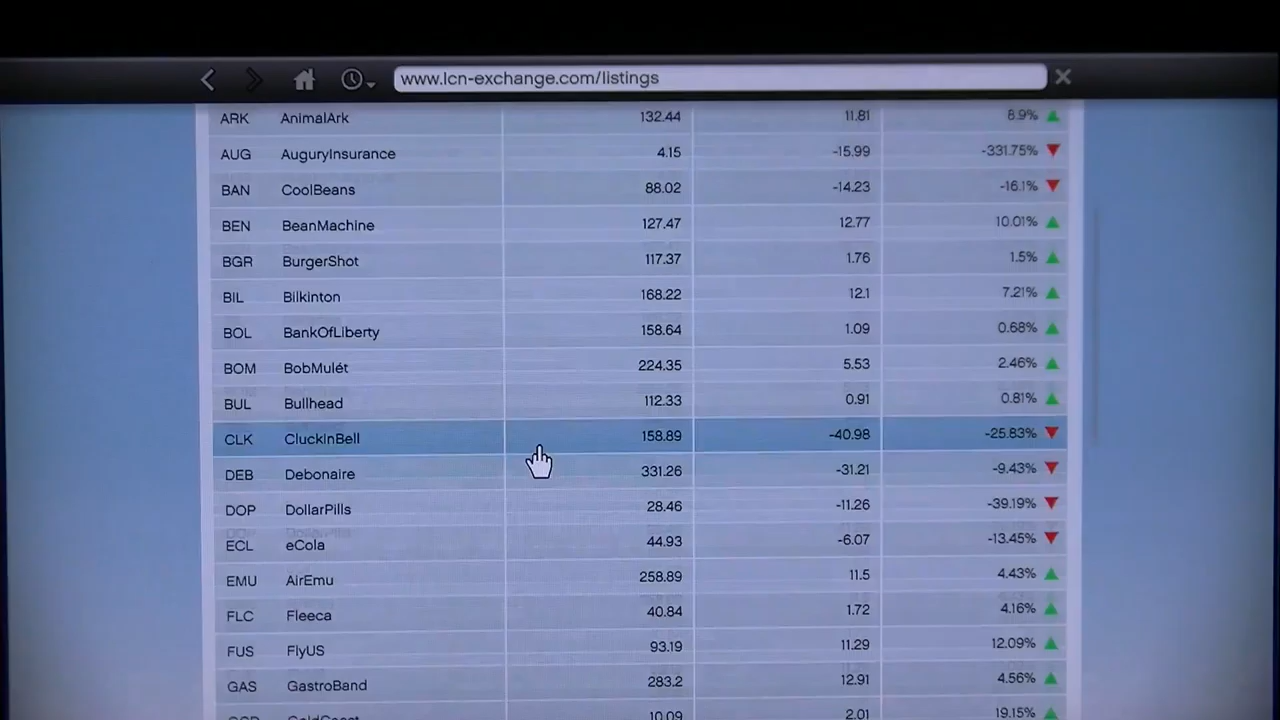 www.lcn-exchange.com/listings
ARK AnimalArk 132.44 11.81 8.9%
AUG AuguryInsurance 4.15 -15.99 -331.75%
BAN CoolBeans 88.02 -14.23 -16.1%
BEN BeanMachine 127.47 12.77 10.01%
BGR BurgerShot 117.37 1.76 1.5%
BIL Bilkinton 168.22 12.1 7.21%
BOL BankOfLiberty 158.64 1.09 0.68%
BOM BobMulét 224.35 5.53 2.46%
BUL Bullhead 112.33 0.91 0.81%
CLK CluckinBell 158.89 -40.98 -25.83%
DEB Debonaire 331.26 -31.21 -9.43%
DOP DollarPills 28.46 -11.26 -39.19%
ECL eCola 44.93 -6.07 -13.45%
EMU AirEmu 258.89 11.5 4.43%
FLC Fleeca 40.84 1.72 4.16%
FUS FlyUS 93.19 11.29 12.09%
GAS GastroBand 283.2 12.91 4.56%
GoldCoast 10.09 2.01 19.15%